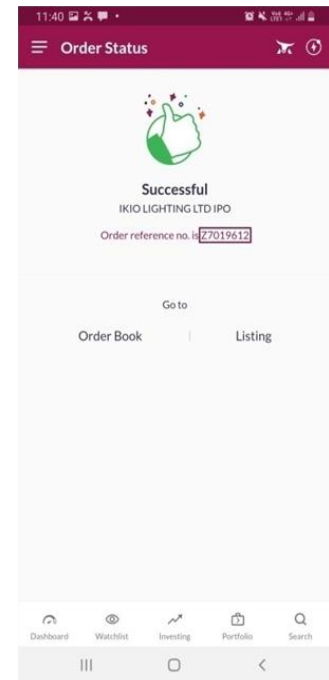 11:40
Order Status
Successful
IKIO LIGHTING LTD IPO
Order reference no. is Z7019612
Go to
Order Book | Listing
Dashboard Watchlist Investing Portfolio Search